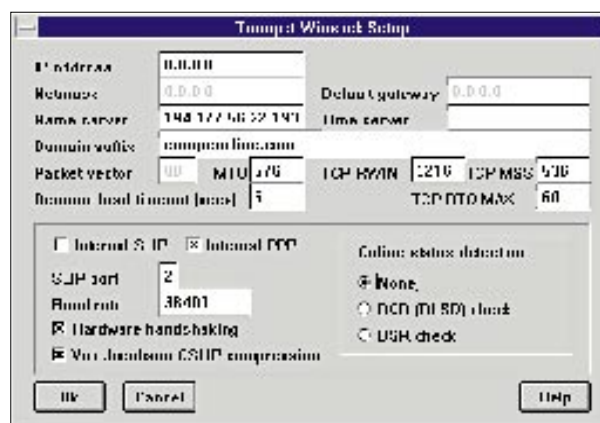 Trumpet Winsock Setup
IP address 0.0.0.0
Netmask 0.0.0.0 Default gateway 0.0.0.0
Name server Time server
Domain suffix
Packet vector 00 MTU 576 TCP RWIN TCP MSS
Demand load timeout (secs) 5 TCP RTO MAX 60
Internal SLIP Internal PPP
Online status detection
SLIP port 2
None
Baud rate
DCD (RLSD) check
Hardware handshaking
DSR check
Van Jacobson CSLIP compression
Ok Cancel Help